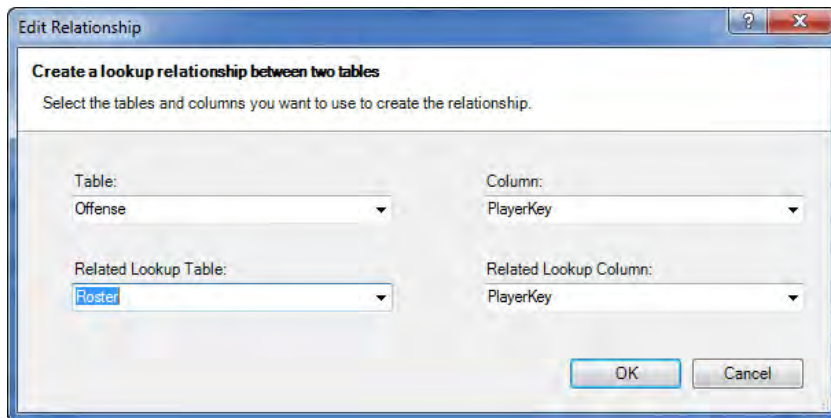 Edit Relationship
?
X
Create a lookup relationship between two tables
Select the tables and columns you want to use to create the relationship.
Table:
Column:
Offense
PlayerKey
Related Lookup Table:
Related Lookup Column:
Roster
PlayerKey
OK
Cancel